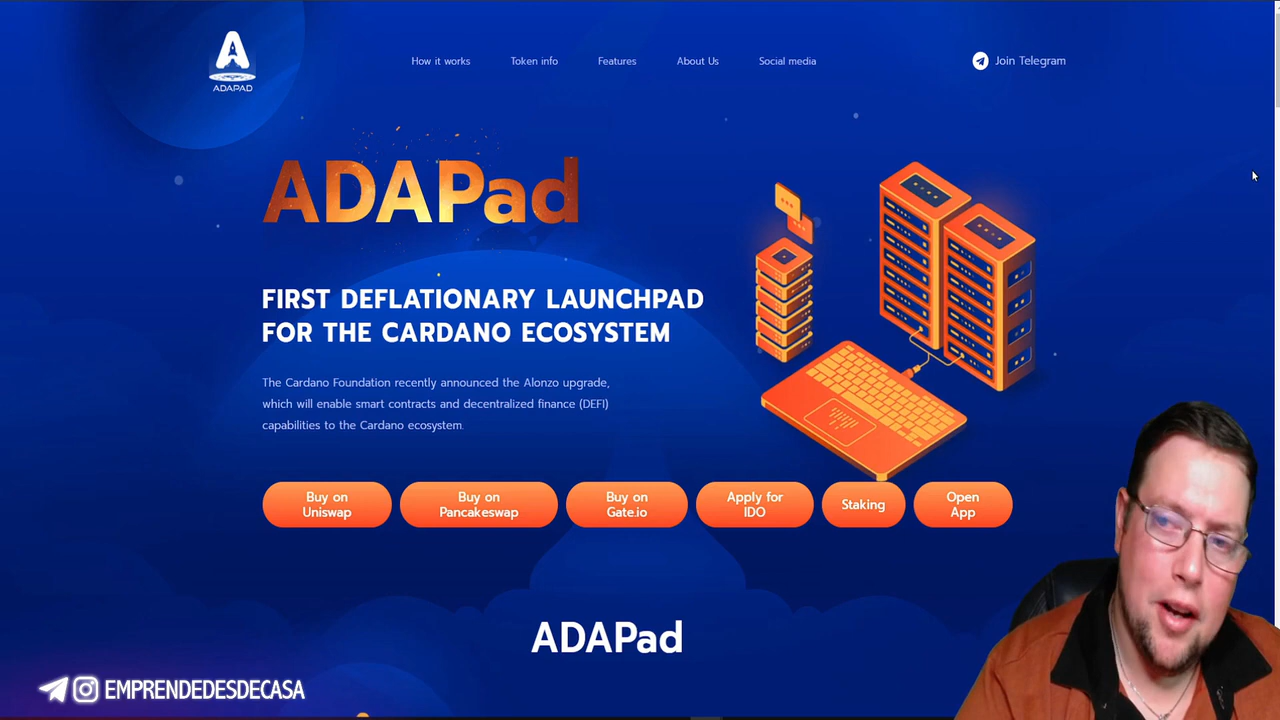 ADAPAD
How it works
Token info
Features
About Us
Social media
Join Telegram
ADAPad
FIRST DEFLATIONARY LAUNCHPAD
FOR THE CARDANO ECOSYSTEM
The Cardano Foundation recently announced the Alonzo upgrade,
which will enable smart contracts and decentralized finance (DEFI)
capabilities to the Cardano ecosystem.
Buy on
Uniswap
Buy on
Pancakeswap
Buy on
Gate.io
Apply for
IDO
Staking
Open
App
ADAPad
EMPRENDEDESDECASA